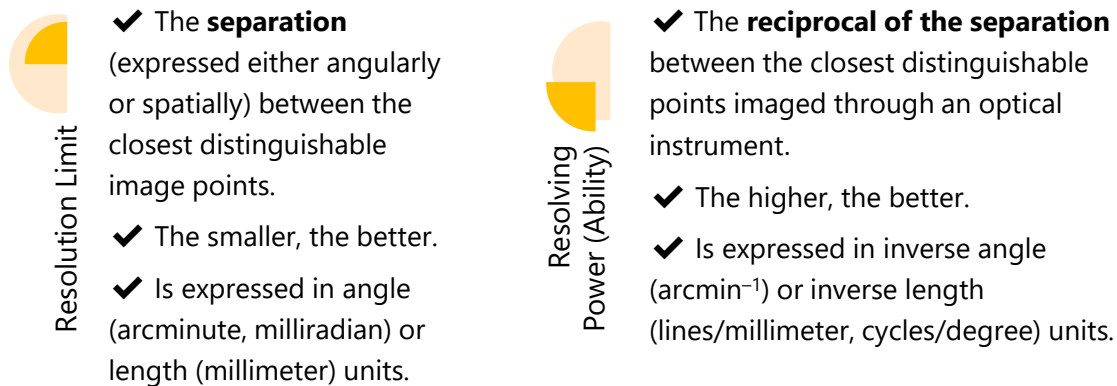 Resolution Limit
✔ The separation
(expressed either angularly
or spatially) between the
closest distinguishable
image points.
✔ The smaller, the better.
✔ Is expressed in angle
(arcminute, milliradian) or
length (millimeter) units.
Resolving
Power (Ability)
✔ The reciprocal of the separation
between the closest distinguishable
points imaged through an optical
instrument.
✔ The higher, the better.
✔ Is expressed in inverse angle
(arcmin⁻¹) or inverse length
(lines/millimeter, cycles/degree) units.